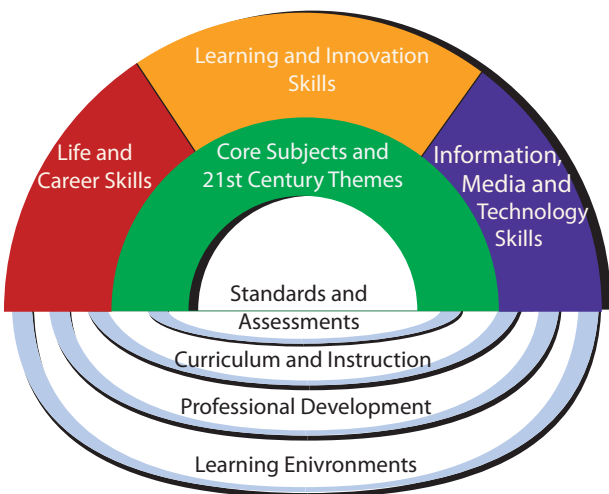 Learning and Innovation
Skills
Life and
Career Skills
Core Subjects and
21st Century Themes
Information,
Media and
Technology
Skills
Standards and
Assessments
Curriculum and Instruction
Professional Development
Learning Enivronments